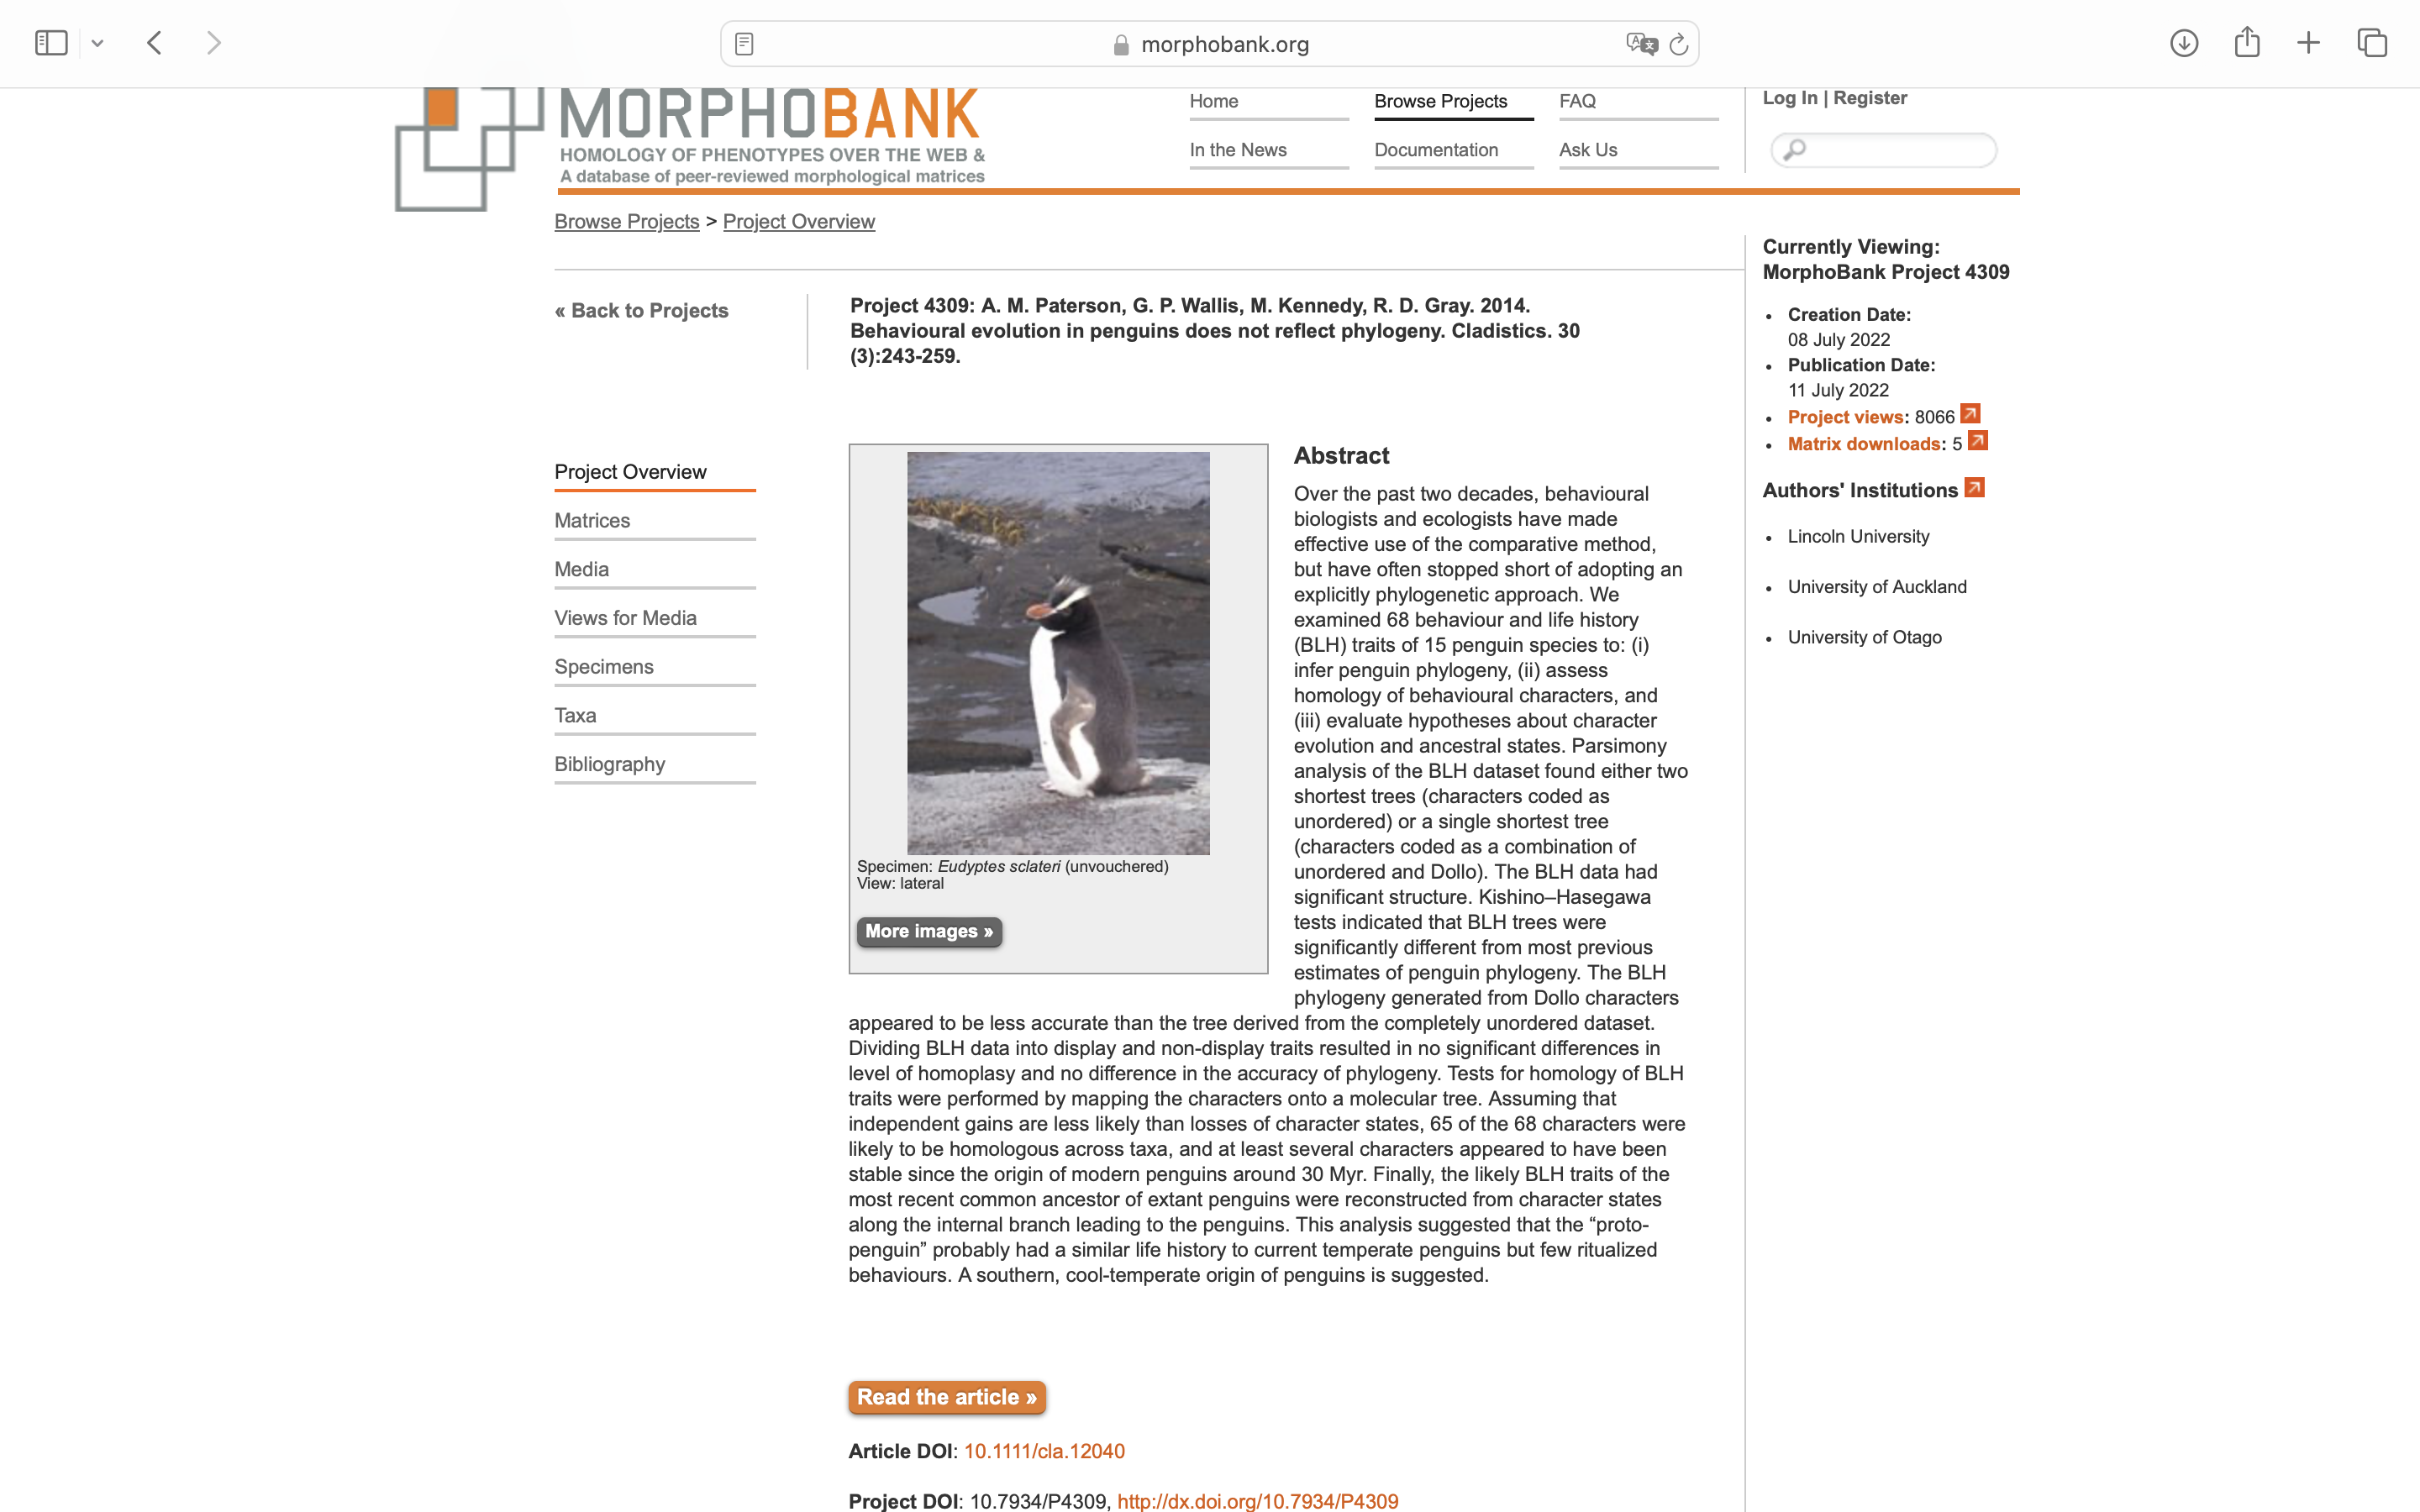 morphobank.org
MORPHOBANK
HOMOLOGY OF PHENOTYPES OVER THE WEB &
A database of peer-reviewed morphological matrices
Home
Browse Projects
FAQ
In the News
Documentation
Ask Us
Log In | Register
Browse Projects > Project Overview
« Back to Projects
Project 4309: A. M. Paterson, G. P. Wallis, M. Kennedy, R. D. Gray. 2014.
Behavioural evolution in penguins does not reflect phylogeny. Cladistics. 30
(3):243-259.
Project Overview
Matrices
Media
Views for Media
Specimens
Taxa
Bibliography
Specimen: Eudyptes sclateri (unvouchered)
View: lateral
More images »
Abstract
Over the past two decades, behavioural
biologists and ecologists have made
effective use of the comparative method,
but have often stopped short of adopting an
explicitly phylogenetic approach. We
examined 68 behaviour and life history
(BLH) traits of 15 penguin species to: (i)
infer penguin phylogeny, (ii) assess
homology of behavioural characters, and
(iii) evaluate hypotheses about character
evolution and ancestral states. Parsimony
analysis of the BLH dataset found either two
shortest trees (characters coded as
unordered) or a single shortest tree
(characters coded as a combination of
unordered and Dollo). The BLH data had
significant structure. Kishino–Hasegawa
tests indicated that BLH trees were
significantly different from most previous
estimates of penguin phylogeny. The BLH
phylogeny generated from Dollo characters
appeared to be less accurate than the tree derived from the completely unordered dataset.
Dividing BLH data into display and non-display traits resulted in no significant differences in
level of homoplasy and no difference in the accuracy of phylogeny. Tests for homology of BLH
traits were performed by mapping the characters onto a molecular tree. Assuming that
independent gains are less likely than losses of character states, 65 of the 68 characters were
likely to be homologous across taxa, and at least several characters appeared to have been
stable since the origin of modern penguins around 30 Myr. Finally, the likely BLH traits of the
most recent common ancestor of extant penguins were reconstructed from character states
along the internal branch leading to the penguins. This analysis suggested that the “proto-
penguin” probably had a similar life history to current temperate penguins but few ritualized
behaviours. A southern, cool-temperate origin of penguins is suggested.
Read the article »
Article DOI: 10.1111/cla.12040
Project DOI: 10.7934/P4309, http://dx.doi.org/10.7934/P4309
Currently Viewing:
MorphoBank Project 4309
• Creation Date:
08 July 2022
• Publication Date:
11 July 2022
• Project views: 8066
• Matrix downloads: 5
Authors' Institutions
• Lincoln University
• University of Auckland
• University of Otago